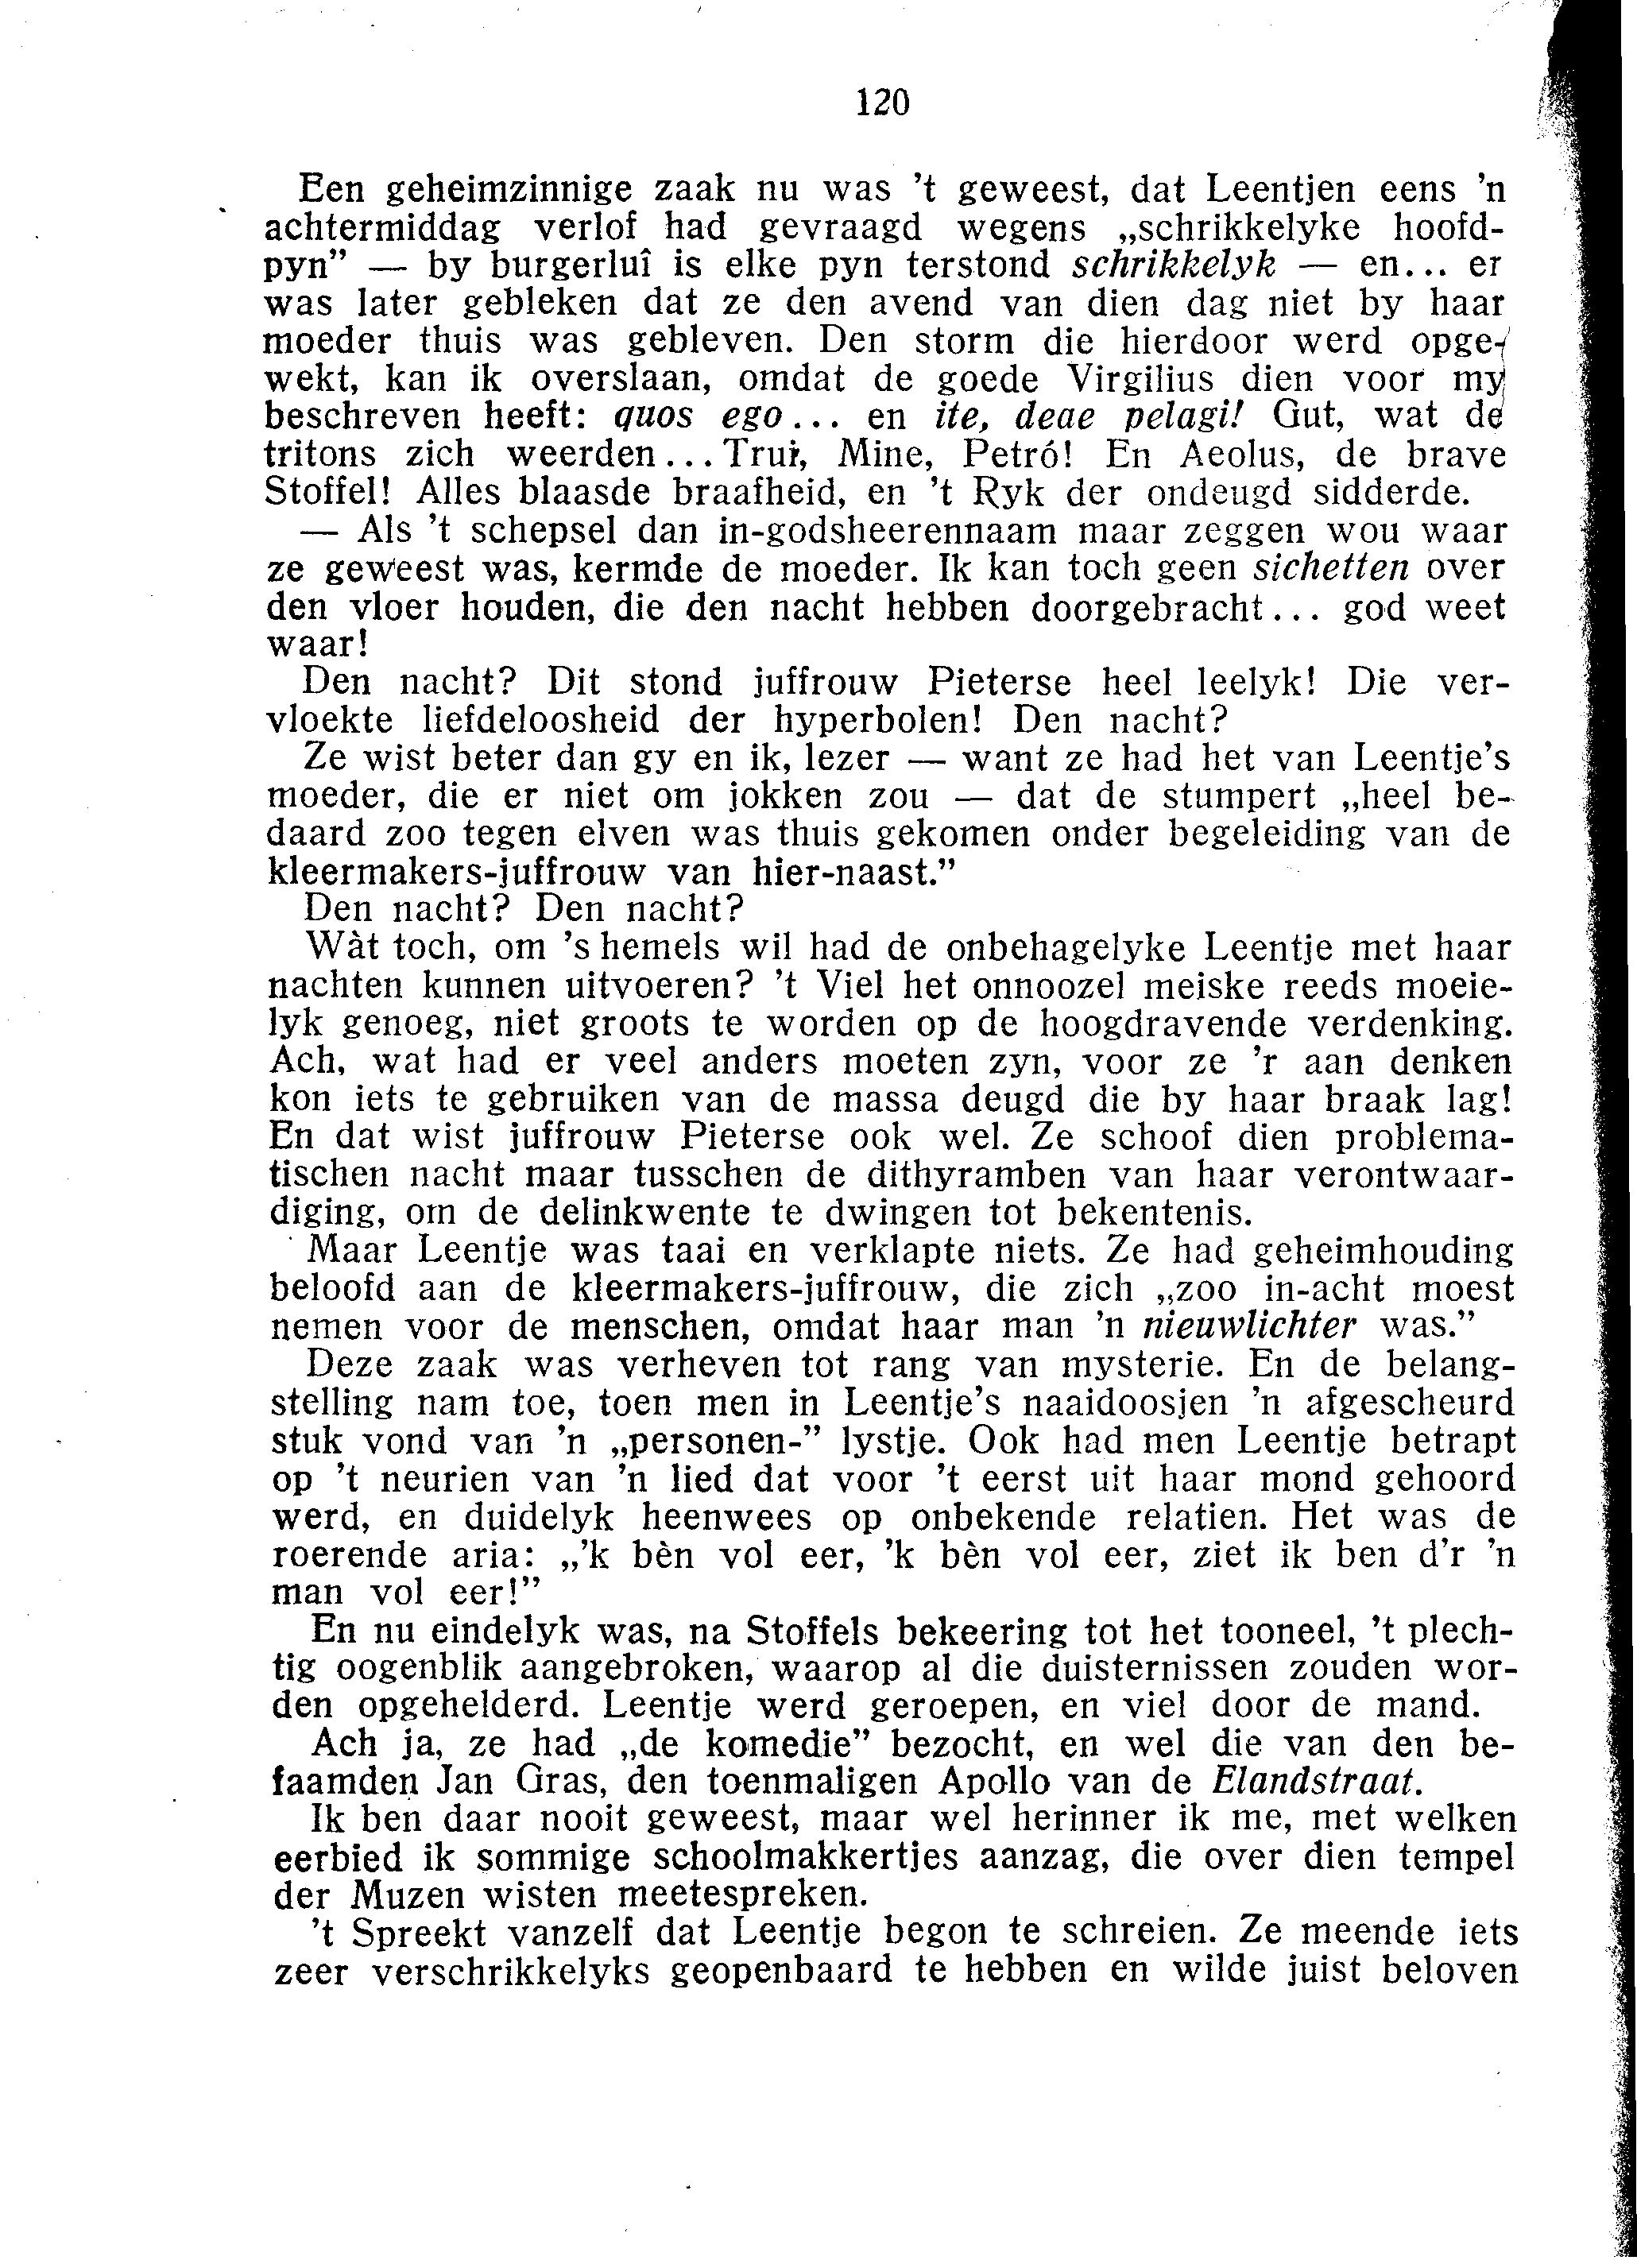 120
Een geheimzinnige zaak nu was ’t geweest, dat Leentjen eens ’n
achtermiddag verlof had gevraagd wegens „schrikkelyke hoofd-
pyn” — by burgerluî is elke pyn terstond schrikkelyk — en... er
was later gebleken dat ze den avend van dien dag niet by haar
moeder thuis was gebleven. Den storm die hierdoor werd opge-
wekt, kan ik overslaan, omdat de goede Virgilius dien voor my
beschreven heeft: quos ego... en ite, deae pelagi! Gut, wat de
tritons zich weerden... Trui, Mine, Petró! En Aeolus, de brave
Stoffel! Alles blaasde braafheid, en ’t Ryk der ondeugd sidderde.
— Als ’t schepsel dan in-godsheerennaam maar zeggen wou waar
ze geweest was, kermde de moeder. Ik kan toch geen sichetten over
den vloer houden, die den nacht hebben doorgebracht... god weet
waar!
Den nacht? Dit stond juffrouw Pieterse heel leelyk! Die ver-
vloekte liefdeloosheid der hyperbolen! Den nacht?
Ze wist beter dan gy en ik, lezer — want ze had het van Leentje’s
moeder, die er niet om jokken zou — dat de stumpert „heel be-
daard zoo tegen elven was thuis gekomen onder begeleiding van de
kleermakers-juffrouw van hier-naast.”
Den nacht? Den nacht?
Wàt toch, om ’s hemels wil had de onbehagelyke Leentje met haar
nachten kunnen uitvoeren? ’t Viel het onnoozel meiske reeds moeie-
lyk genoeg, niet groots te worden op de hoogdravende verdenking.
Ach, wat had er veel anders moeten zyn, voor ze ’r aan denken
kon iets te gebruiken van de massa deugd die by haar braak lag!
En dat wist juffrouw Pieterse ook wel. Ze schoof dien problema-
tischen nacht maar tusschen de dithyramben van haar verontwaar-
diging, om de delinkwente te dwingen tot bekentenis.
Maar Leentje was taai en verklapte niets. Ze had geheimhouding
beloofd aan de kleermakers-juffrouw, die zich „zoo in-acht moest
nemen voor de menschen, omdat haar man ’n nieuwlichter was.”
Deze zaak was verheven tot rang van mysterie. En de belang-
stelling nam toe, toen men in Leentje’s naaidoosjen ’n afgescheurd
stuk vond van ’n „personen-” lystje. Ook had men Leentje betrapt
op ’t neurien van ’n lied dat voor ’t eerst uit haar mond gehoord
werd, en duidelyk heenwees op onbekende relatien. Het was de
roerende aria: „’k bèn vol eer, ’k bèn vol eer, ziet ik ben d’r ’n
man vol eer!”
En nu eindelyk was, na Stoffels bekeering tot het tooneel, ’t plech-
tig oogenblik aangebroken, waarop al die duisternissen zouden wor-
den opgehelderd. Leentje werd geroepen, en viel door de mand.
Ach ja, ze had „de komedie” bezocht, en wel die van den be-
faamden Jan Gras, den toenmaligen Apollo van de Elandstraat.
Ik ben daar nooit geweest, maar wel herinner ik me, met welken
eerbied ik sommige schoolmakkertjes aanzag, die over dien tempel
der Muzen wisten meetespreken.
’t Spreekt vanzelf dat Leentje begon te schreien. Ze meende iets
zeer verschrikkelyks geopenbaard te hebben en wilde juist beloven